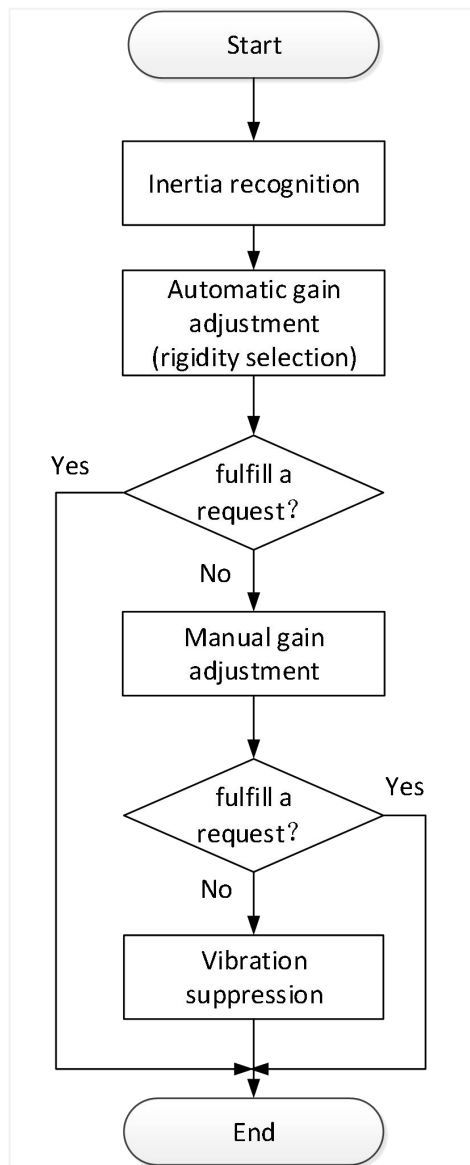 Start
Inertia recognition
Automatic gain
adjustment
(rigidity selection)
Yes
fulfill a
request？
No
Manual gain
adjustment
Yes
fulfill a
request？
No
Vibration
suppression
End